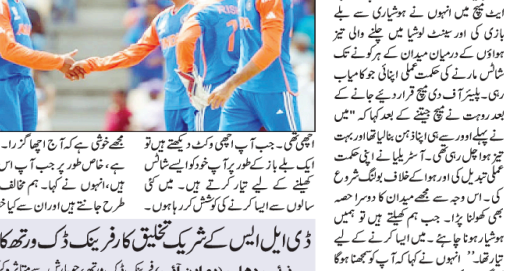 ایٹ میچ میں انہوں نے ہوشیاری سے بلے
بازی کی اور سینٹ لوشیا میں چلنے والی تیز
ہواؤں کے درمیان میدان کے ہر کونے تک
شاٹس مارنے کی حکمت عملی اپنائی جو کامیاب
رہی۔ پلیئر آف دی میچ قرار دیئے جانے کے
بعد روہت نے میچ جیتنے کے بعد کہا کہ ''میں
نے پہلے اوور سے ہی اپنا ذہن بنا لیا تھا اور بہت
تیز ہوا چل رہی تھی۔ آسٹریلیا نے اپنی حکمت
عملی تبدیل کی اور ہوا کے خلاف بولنگ شروع
کی۔ اس وجہ سے مجھے میدان کا دوسرا حصہ
بھی کھولنا پڑا۔ جب ہم کھیلتے ہیں تو ہمیں
ہوشیار ہونا چاہئے۔ میں ایسا کرنے کے لیے
تیار تھا۔'' انہوں نے کہا کہ آپ کو سمجھنا ہوگا
اچھی تھی۔ جب آپ اچھی وکٹ دیکھتے ہیں تو
ایک بلے باز کے طور پر آپ خود کو ایسے شاٹس
کھیلنے کے لیے تیار کرتے ہیں۔ میں کئی
سالوں سے ایسا کرنے کی کوشش کر رہا ہوں۔
مجھے خوشی ہے کہ آج اچھا گزرا۔
ہے، خاص طور پر جب آپ اس
ہیں، انہوں نے کہا۔ ہم مخالف
طرح جانتے ہیں اور ان سے کیا
ڈی ایل ایس کے شریک تخلیق کار فرینک ڈک ورتھ کا